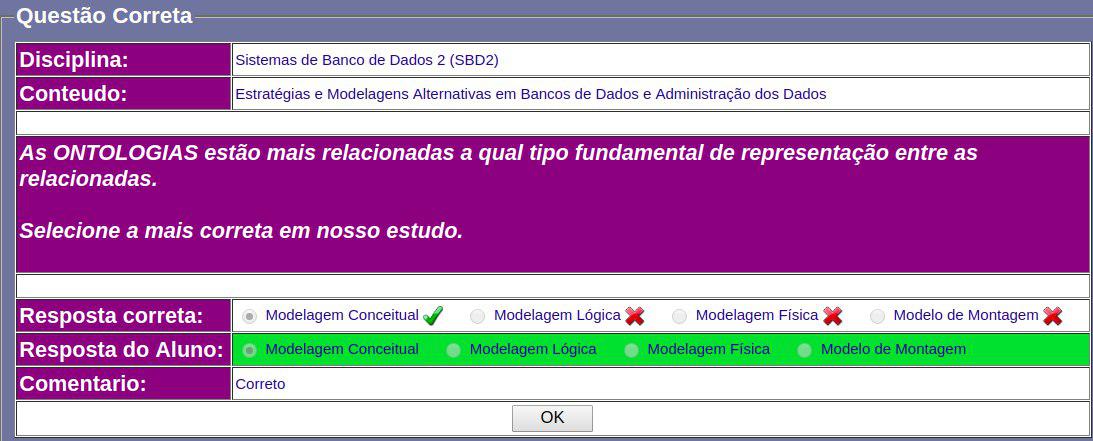 Questão Correta
Disciplina: Sistemas de Banco de Dados 2 (SBD2)
Conteudo: Estratégias e Modelagens Alternativas em Bancos de Dados e Administração dos Dados
As ONTOLOGIAS estão mais relacionadas a qual tipo fundamental de representação entre as
relacionadas.
Selecione a mais correta em nosso estudo.
Resposta correta: Modelagem Conceitual Modelagem Lógica Modelagem Física Modelo de Montagem
Resposta do Aluno: Modelagem Conceitual Modelagem Lógica Modelagem Física Modelo de Montagem
Comentario: Correto
OK